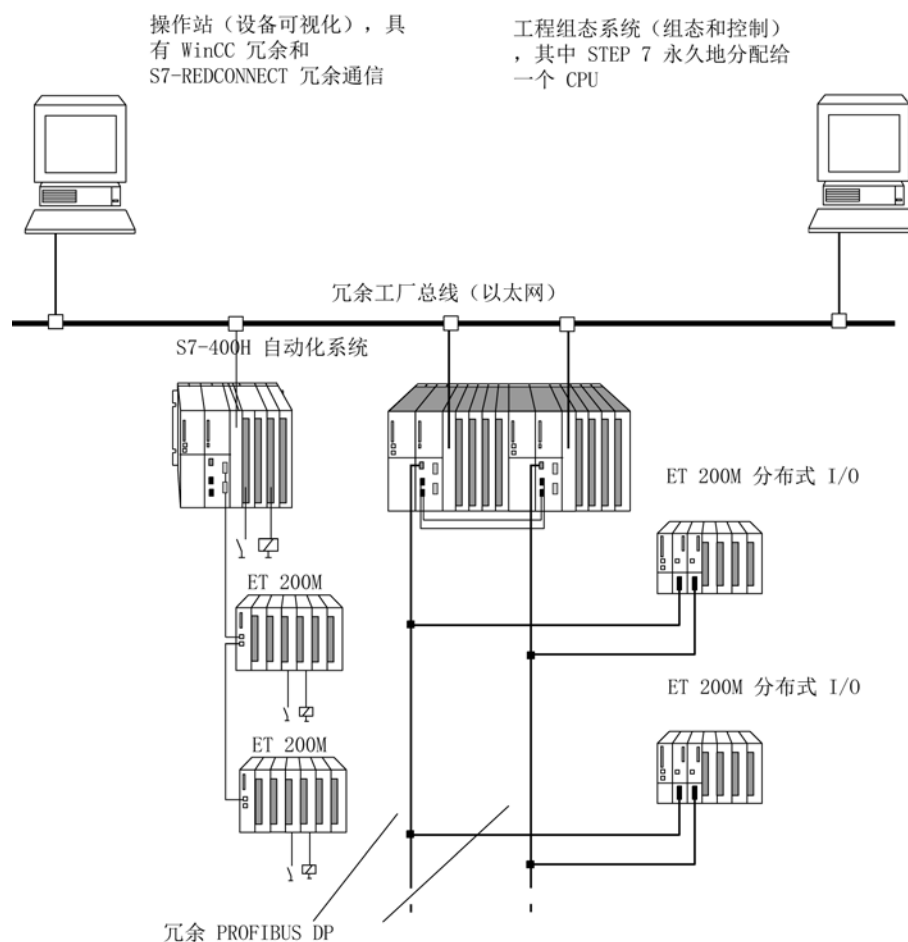 操作站（设备可视化），具
有 WinCC 冗余和
S7-REDCONNECT 冗余通信
工程组态系统（组态和控制）
，其中 STEP 7 永久地分配给
一个 CPU
冗余工厂总线（以太网）
S7-400H 自动化系统
ET 200M 分布式 I/O
ET 200M
ET 200M 分布式 I/O
ET 200M
冗余 PROFIBUS DP